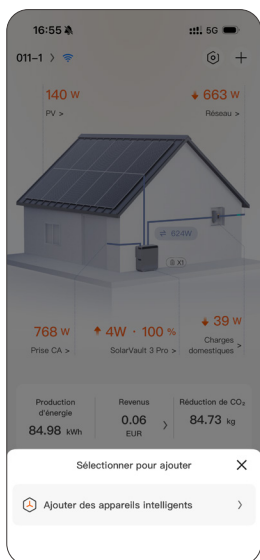 16:55 5G
011-1 >
140 W 663 W
PV > Réseau >
624W
X1
768 W 4W · 100 % 39 W
Prise CA > SolarVault 3 Pro > Charges domestiques >
Production d'énergie Revenus Réduction de CO₂
84.98 kWh 0.06 EUR > 84.73 kg
Sélectionner pour ajouter
Ajouter des appareils intelligents >